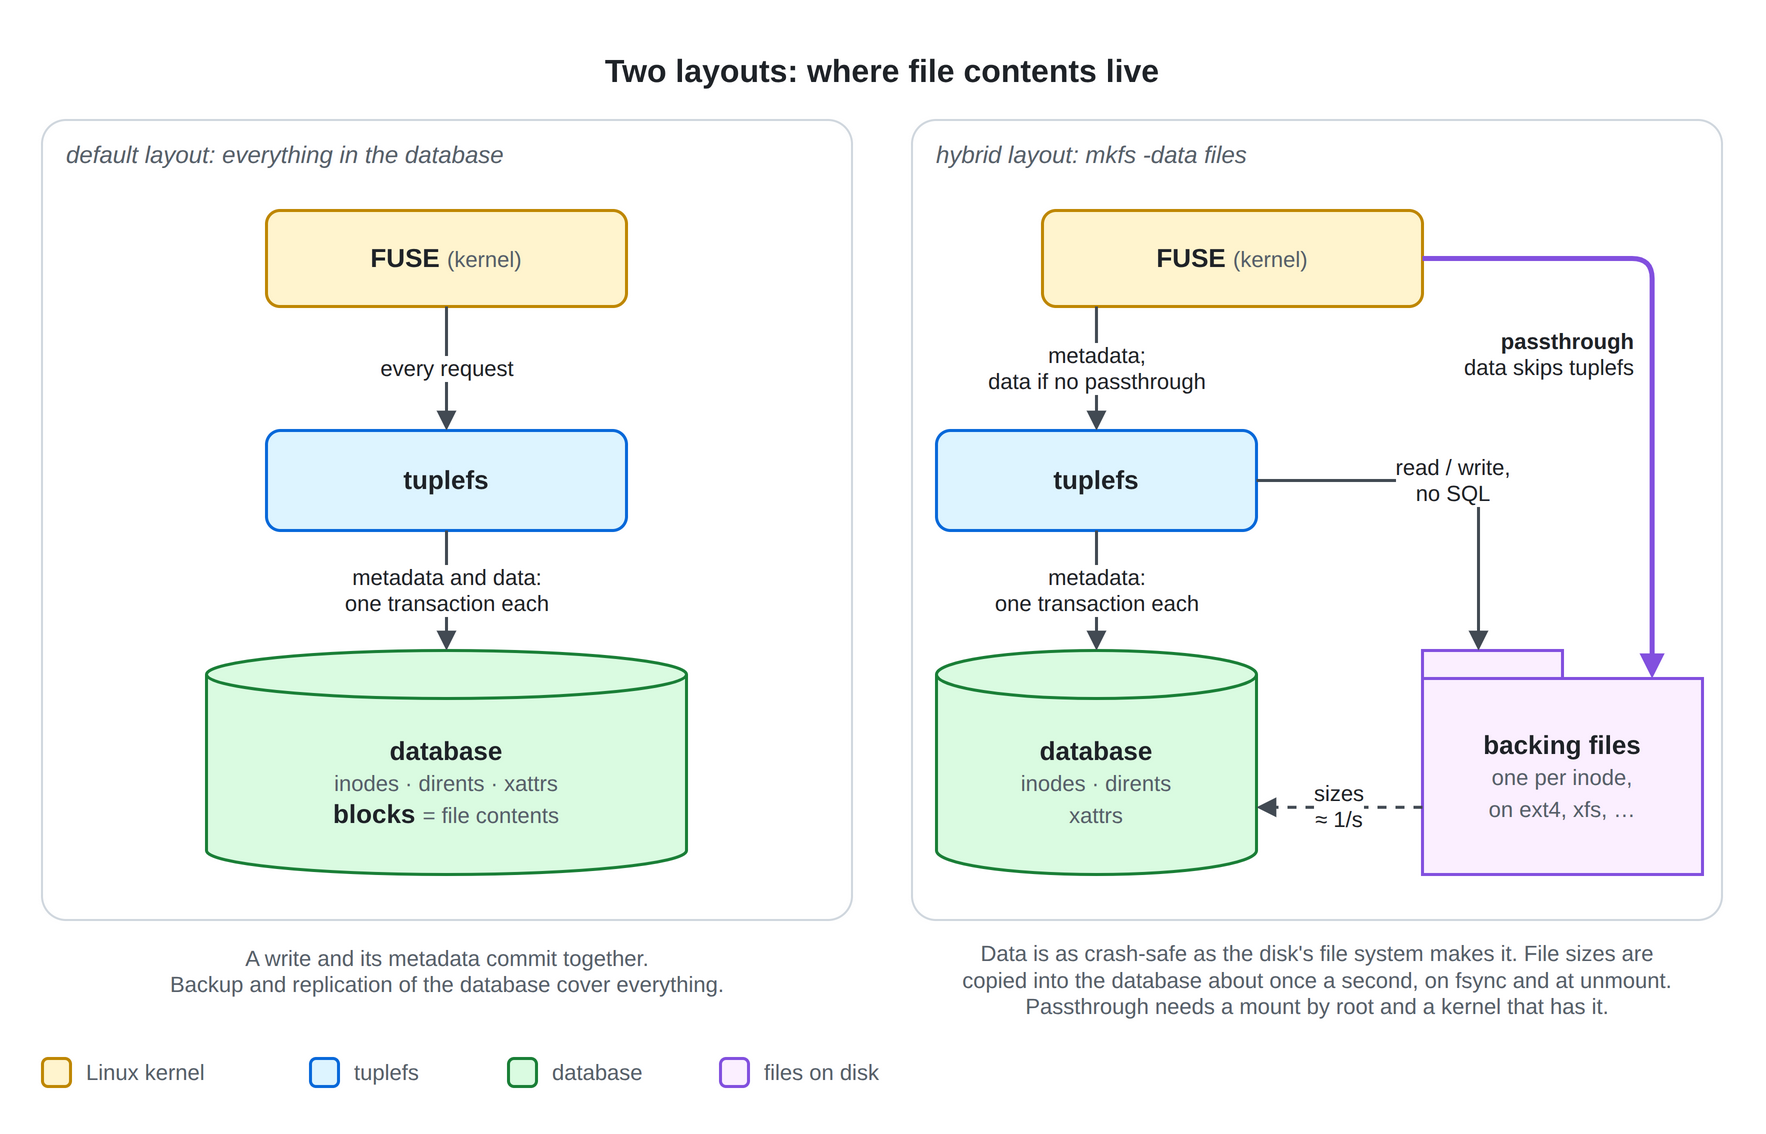 Two layouts: where file contents live
default layout: everything in the database
FUSE (kernel)
every request
tuplefs
metadata and data:
one transaction each
database
inodes · dirents · xattrs
blocks = file contents
A write and its metadata commit together.
Backup and replication of the database cover everything.
hybrid layout: mkfs -data files
FUSE (kernel)
passthrough
data skips tuplefs
metadata;
data if no passthrough
tuplefs
read / write,
no SQL
metadata:
one transaction each
database
inodes · dirents
xattrs
sizes
≈ 1/s
backing files
one per inode,
on ext4, xfs, …
Data is as crash-safe as the disk's file system makes it. File sizes are
copied into the database about once a second, on fsync and at unmount.
Passthrough needs a mount by root and a kernel that has it.
Linux kernel
tuplefs
database
files on disk